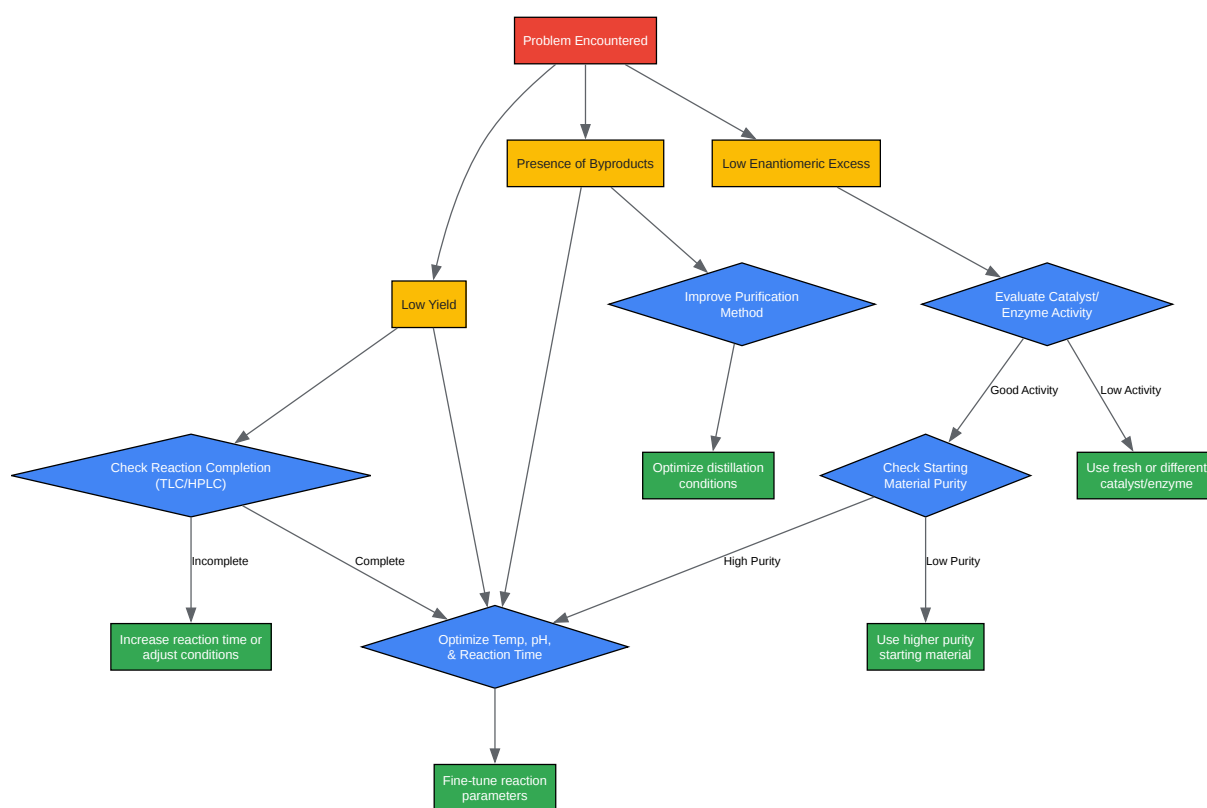 Problem Encountered
Presence of Byproducts
Low Enantiomeric Excess
Low Yield
Improve Purification
Method
Evaluate Catalyst/
Enzyme Activity
Good Activity
Low Activity
Check Reaction Completion
(TLC/HPLC)
Optimize distillation
conditions
Check Starting
Material Purity
Use fresh or different
catalyst/enzyme
Incomplete
Complete
High Purity
Low Purity
Increase reaction time or
adjust conditions
Optimize Temp, pH,
& Reaction Time
Use higher purity
starting material
Fine-tune reaction
parameters